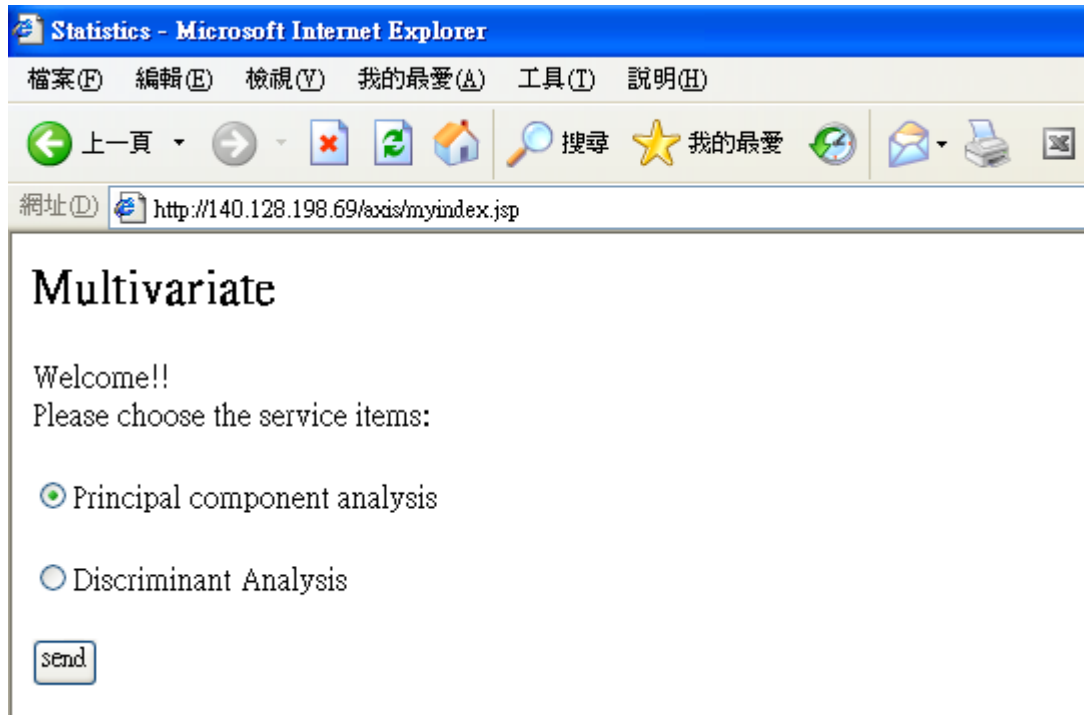 Statistics - Microsoft Internet Explorer
檔案(F) 編輯(E) 檢視(V) 我的最愛(A) 工具(T) 說明(H)
上一頁 搜尋 我的最愛
網址(D) http://140.128.198.69/axis/myindex.jsp
Multivariate
Welcome!!
Please choose the service items:
Principal component analysis
Discriminant Analysis
send